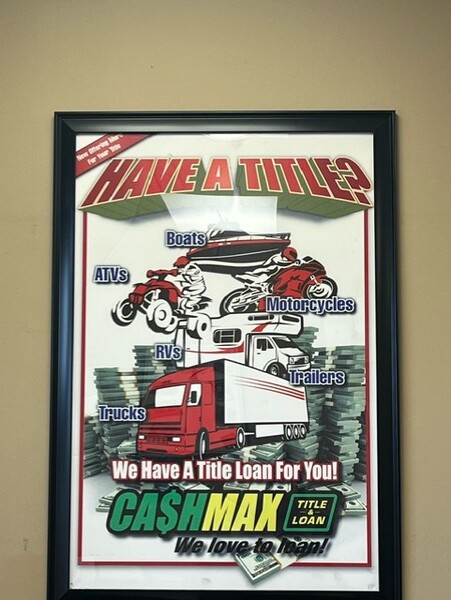 Now Offering More
For Your Title
HAVE A TITLE?
Boats
ATVs
Motorcycles
RVs
Trailers
Trucks
We Have A Title Loan For You!
CA$HMAX
TITLE
&
LOAN
We love to loan!